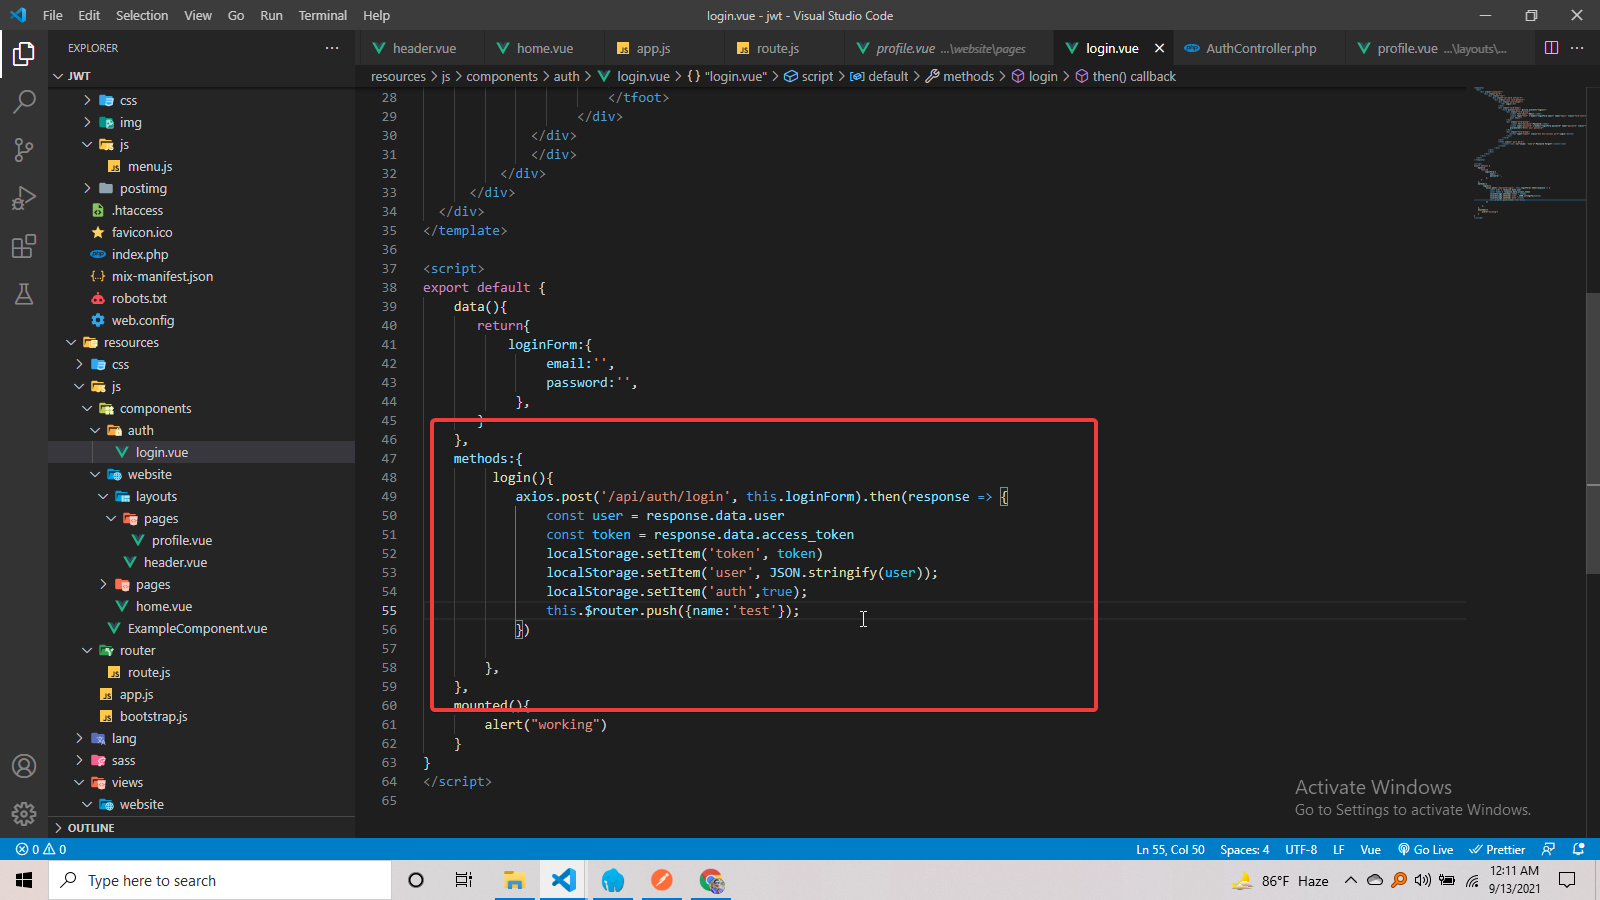 File Edit Selection View Go Run Terminal Help
login.vue - jwt - Visual Studio Code
EXPLORER
JWT
css
img
js
menu.js
postimg
.htaccess
favicon.ico
index.php
mix-manifest.json
robots.txt
web.config
resources
css
js
components
auth
login.vue
website
layouts
pages
profile.vue
header.vue
pages
home.vue
ExampleComponent.vue
router
route.js
app.js
bootstrap.js
lang
sass
views
website
OUTLINE
header.vue home.vue app.js route.js profile.vue ...\website\pages login.vue AuthController.php profile.vue ...\layouts\...
resources > js > components > auth > login.vue > {} "login.vue" > script > default > methods > login > then() callback
28 </tfoot>
29 </div>
30 </div>
31 </div>
32 </div>
33 </div>
34 </div>
35 </template>
36
37 <script>
38 export default {
39 data(){
40 return{
41 loginForm:{
42 email:'',
43 password:'',
44 },
45 }
46 },
47 methods:{
48 login(){
49 axios.post('/api/auth/login', this.loginForm).then(response => {
50 const user = response.data.user
51 const token = response.data.access_token
52 localStorage.setItem('token', token)
53 localStorage.setItem('user', JSON.stringify(user));
54 localStorage.setItem('auth',true);
55 this.$router.push({name:'test'});
56 })
57
58 },
59 },
60 mounted(){
61 alert("working")
62 }
63 }
64 </script>
65
Activate Windows
Go to Settings to activate Windows.
0 0
Ln 55, Col 50 Spaces: 4 UTF-8 LF Vue Go Live Prettier
Type here to search
86°F Haze
12:11 AM
9/13/2021